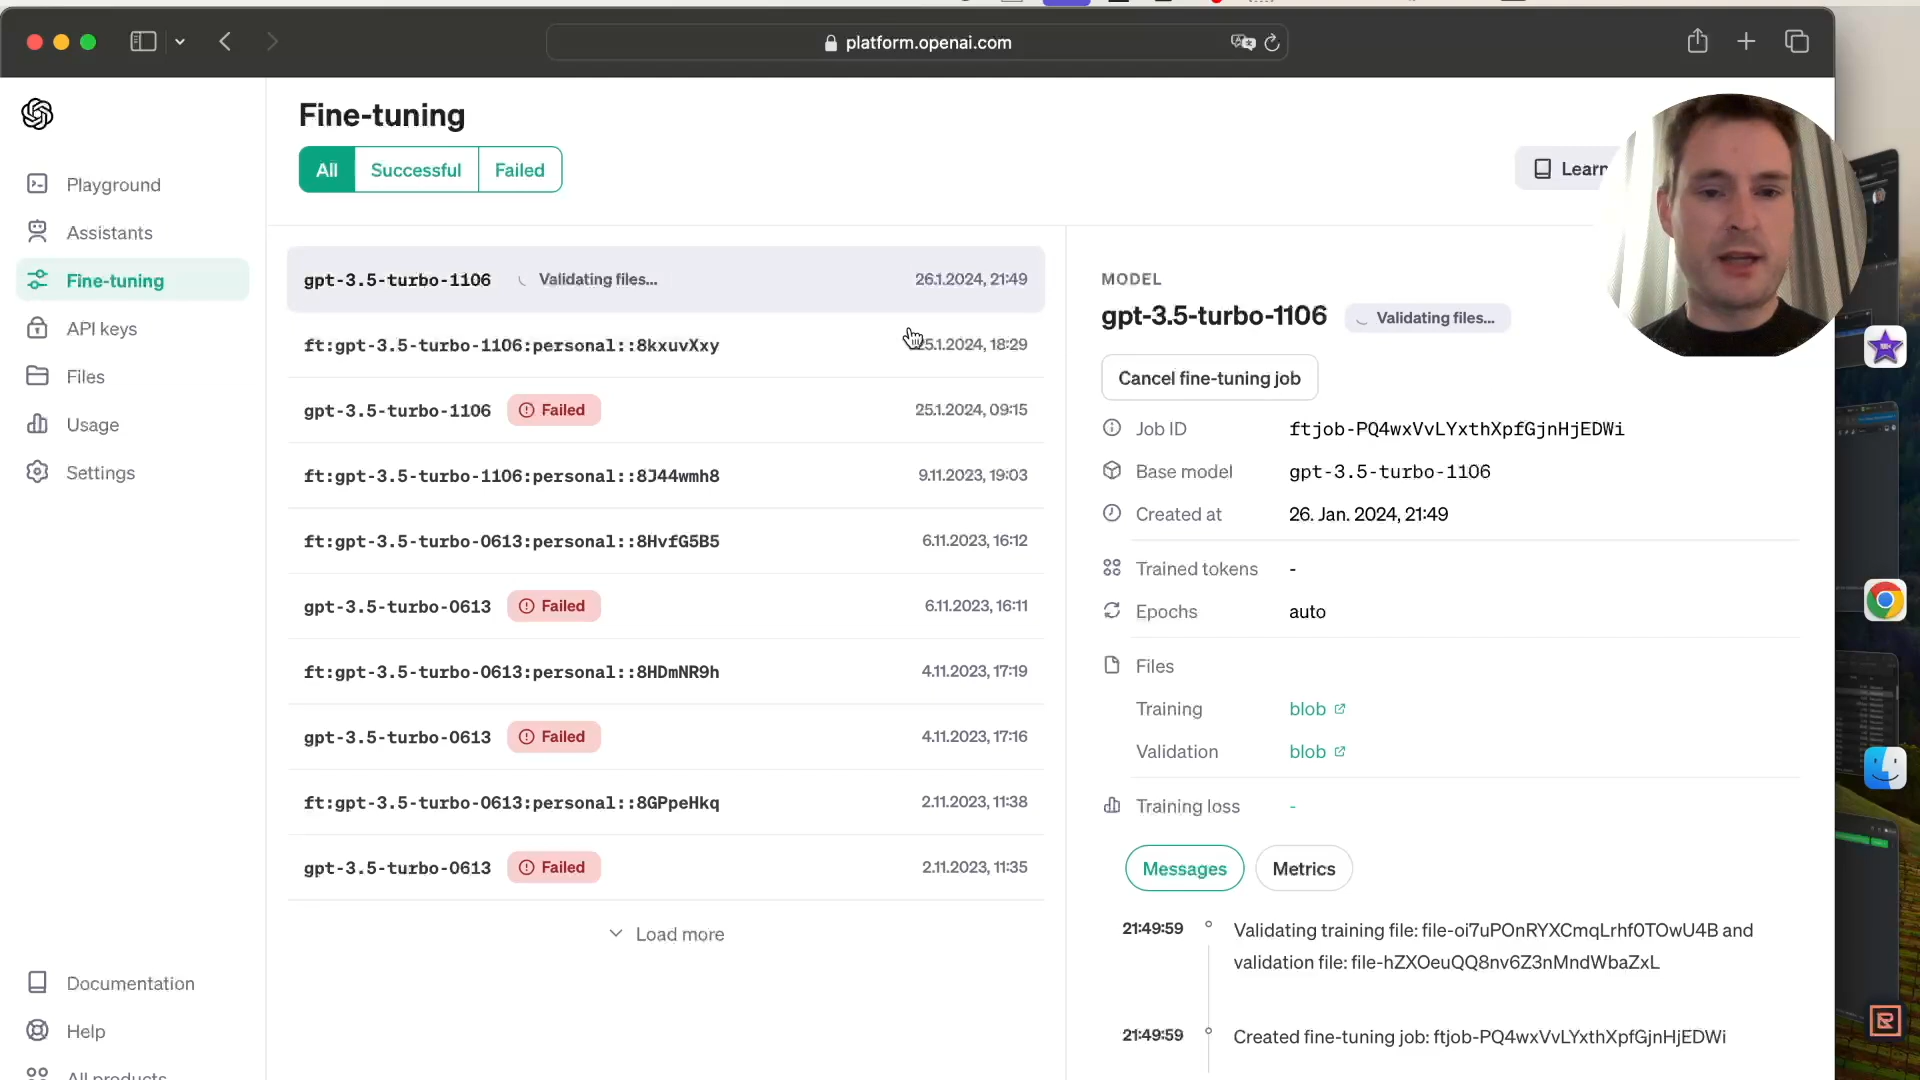 platform.openai.com
Fine-tuning
All
Successful
Failed
Learn
Playground
Assistants
Fine-tuning
API keys
Files
Usage
Settings
Documentation
Help
All products
gpt-3.5-turbo-1106 Validating files... 26.1.2024, 21:49
ft:gpt-3.5-turbo-1106:personal::8kxuvXxy 25.1.2024, 18:29
gpt-3.5-turbo-1106 Failed 25.1.2024, 09:15
ft:gpt-3.5-turbo-1106:personal::8J44wmh8 9.11.2023, 19:03
ft:gpt-3.5-turbo-0613:personal::8HvfG5B5 6.11.2023, 16:12
gpt-3.5-turbo-0613 Failed 6.11.2023, 16:11
ft:gpt-3.5-turbo-0613:personal::8HDmNR9h 4.11.2023, 17:19
gpt-3.5-turbo-0613 Failed 4.11.2023, 17:16
ft:gpt-3.5-turbo-0613:personal::8GPpeHkq 2.11.2023, 11:38
gpt-3.5-turbo-0613 Failed 2.11.2023, 11:35
Load more
MODEL
gpt-3.5-turbo-1106 Validating files...
Cancel fine-tuning job
Job ID ftjob-PQ4wxVvLYxthXpfGjnHjEDWi
Base model gpt-3.5-turbo-1106
Created at 26. Jan. 2024, 21:49
Trained tokens -
Epochs auto
Files
Training blob
Validation blob
Training loss -
Messages
Metrics
21:49:59 Validating training file: file-oi7uPOnRYXCmqLrhf0TOwU4B and
validation file: file-hZXOeuQQ8nv6Z3nMndWbaZxL
21:49:59 Created fine-tuning job: ftjob-PQ4wxVvLYxthXpfGjnHjEDWi